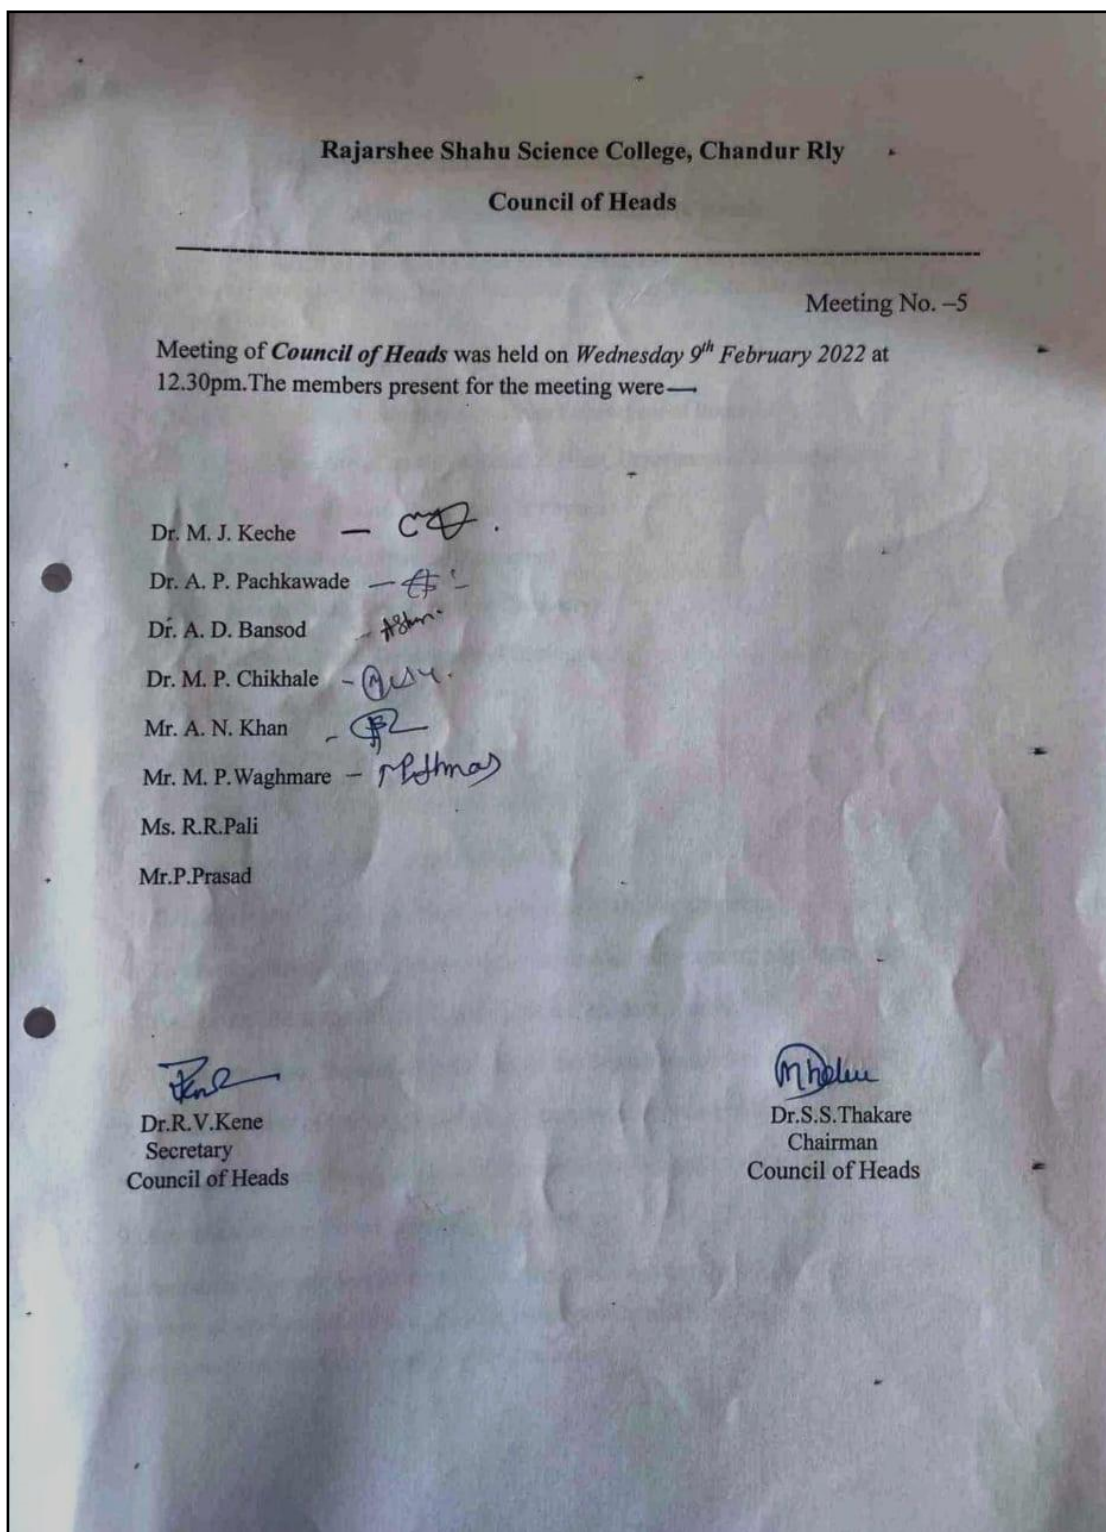 Rajarshee Shahu Science College, Chandur Rly
Council of Heads
Meeting No. –5
Meeting of Council of Heads was held on Wednesday 9th February 2022 at
12.30pm.The members present for the meeting were—
Dr. M. J. Keche —
Dr. A. P. Pachkawade —
Dr. A. D. Bansod -
Dr. M. P. Chikhale -
Mr. A. N. Khan -
Mr. M. P.Waghmare –
Ms. R.R.Pali
Mr.P.Prasad
Dr.R.V.Kene
Secretary
Council of Heads
Dr.S.S.Thakare
Chairman
Council of Heads